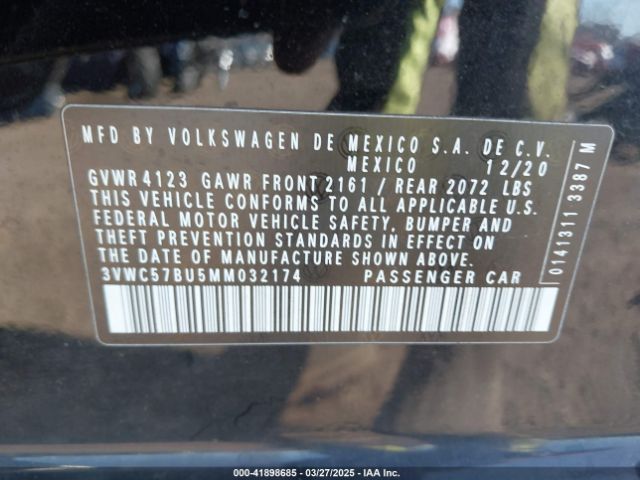 MFD BY VOLKSWAGEN DE MEXICO S.A. DE C.V.
MEXICO 12/20
GVWR 4123 GAWR FRONT 2161 / REAR 2072 LBS
THIS VEHICLE CONFORMS TO ALL APPLICABLE U.S.
FEDERAL MOTOR VEHICLE SAFETY, BUMPER AND
THEFT PREVENTION STANDARDS IN EFFECT ON
THE DATE OF MANUFACTURE SHOWN ABOVE.
3VWC57BU5MM032174 PASSENGER CAR
0141311 3387 M
000-41898685 — 03/27/2025 — IAA Inc.